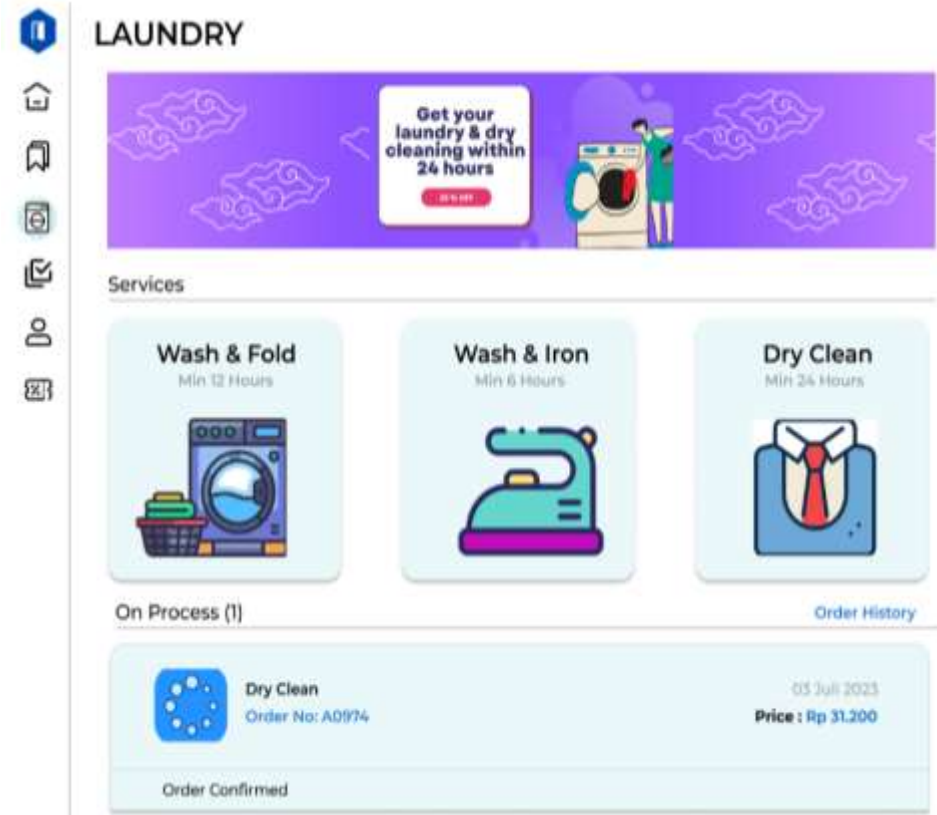 LAUNDRY
Get your
laundry & dry
cleaning within
24 hours
Services
Wash & Fold
Min 12 Hours
Wash & Iron
Min 6 Hours
Dry Clean
Min 24 Hours
On Process (1)
Order History
Dry Clean
03 Juli 2023
Order No: A0974
Price : Rp 31.200
Order Confirmed